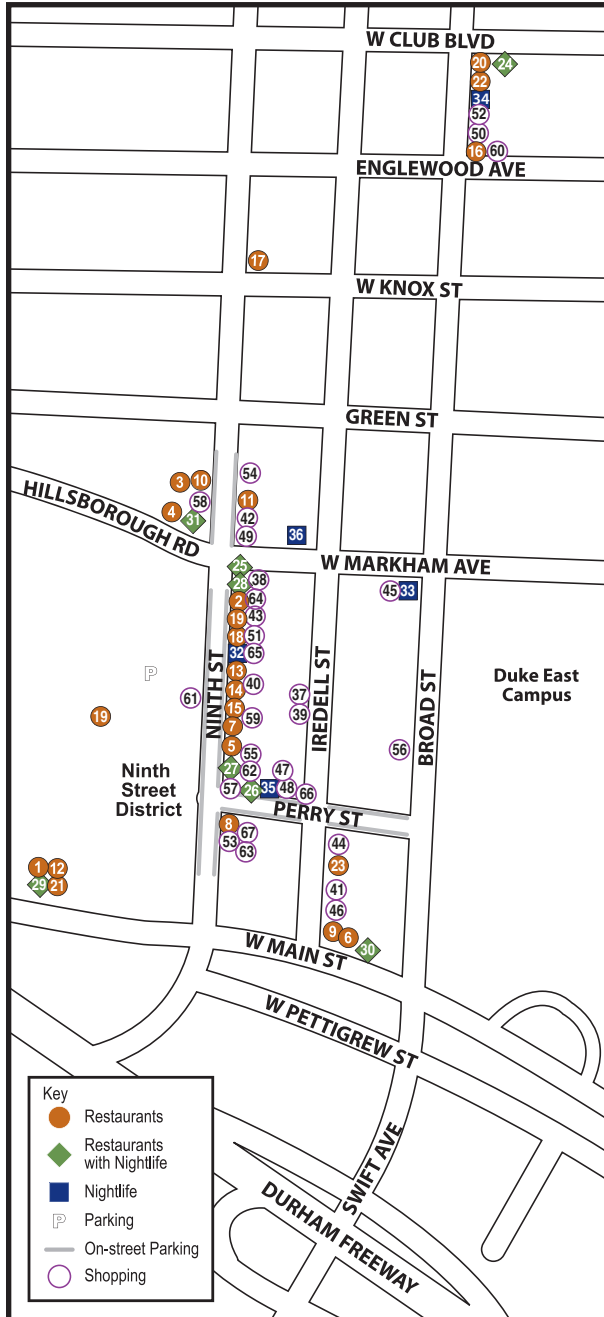 W CLUB BLVD
20 24
22
34
52
50
16 60
ENGLEWOOD AVE
17
W KNOX ST
GREEN ST
3 10
54
58
11
4
31
42
49
36
HILLSBOROUGH RD
W MARKHAM AVE
25
28 38
2 64
19 43
18 51
32 65
13
14 40
15
7 59
5
55
27 62
57 26 35 48 66
47
45 33
37
39
56
61
P
19
NINTH ST
IREDELL ST
BROAD ST
Duke East
Campus
Ninth
Street
District
PERRY ST
8
67
53
63
44
23
41
46
9 6
30
1 12
29 21
W MAIN ST
W PETTIGREW ST
SWIFT AVE
DURHAM FREEWAY
Key
Restaurants
Restaurants
with Nightlife
Nightlife
P Parking
On-street Parking
Shopping